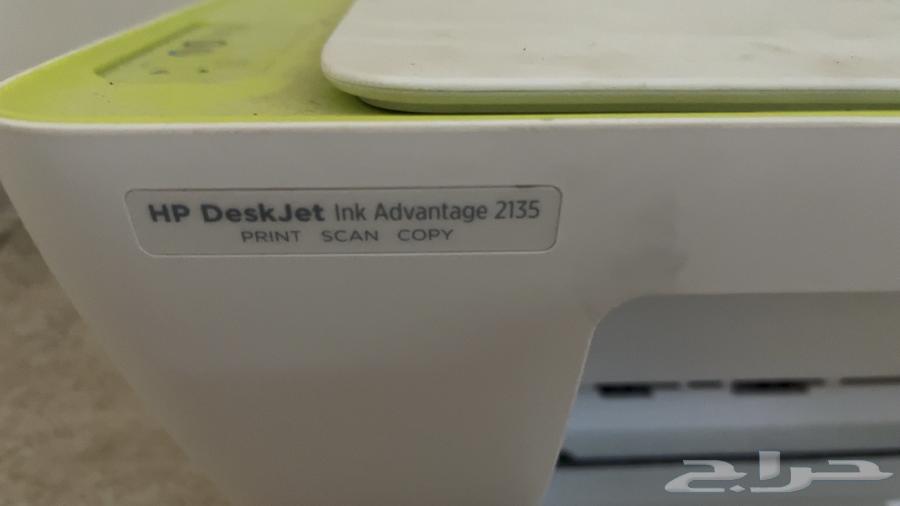 HP DeskJet Ink Advantage 2135
PRINT SCAN COPY
حراج